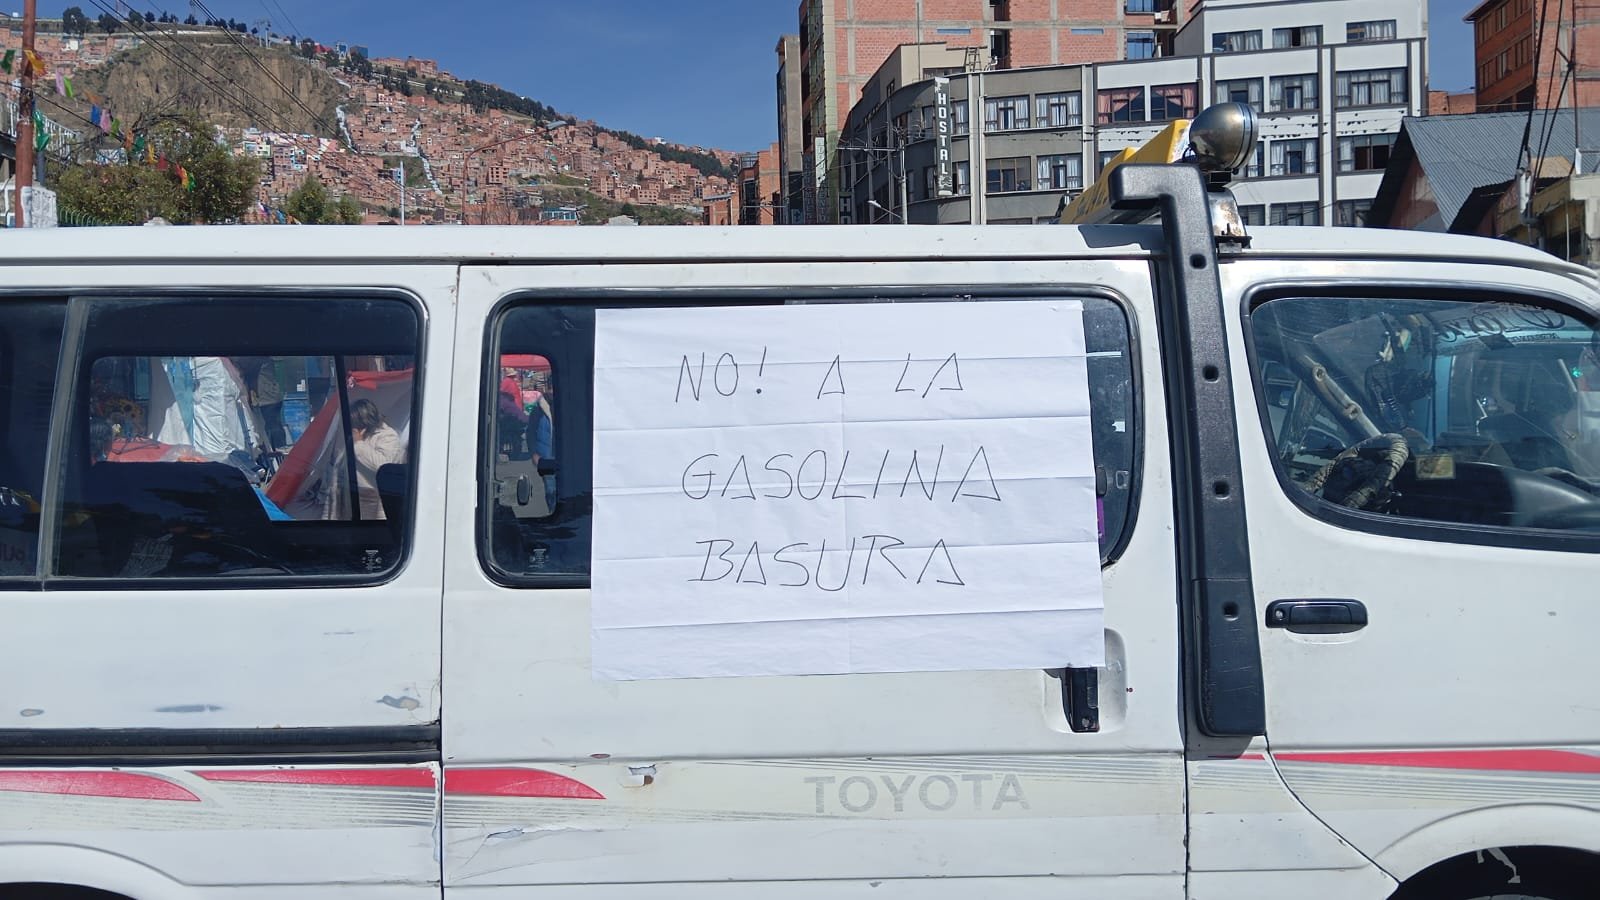 HOSTAL
NO! A LA
GASOLINA
BASURA
TOYOTA